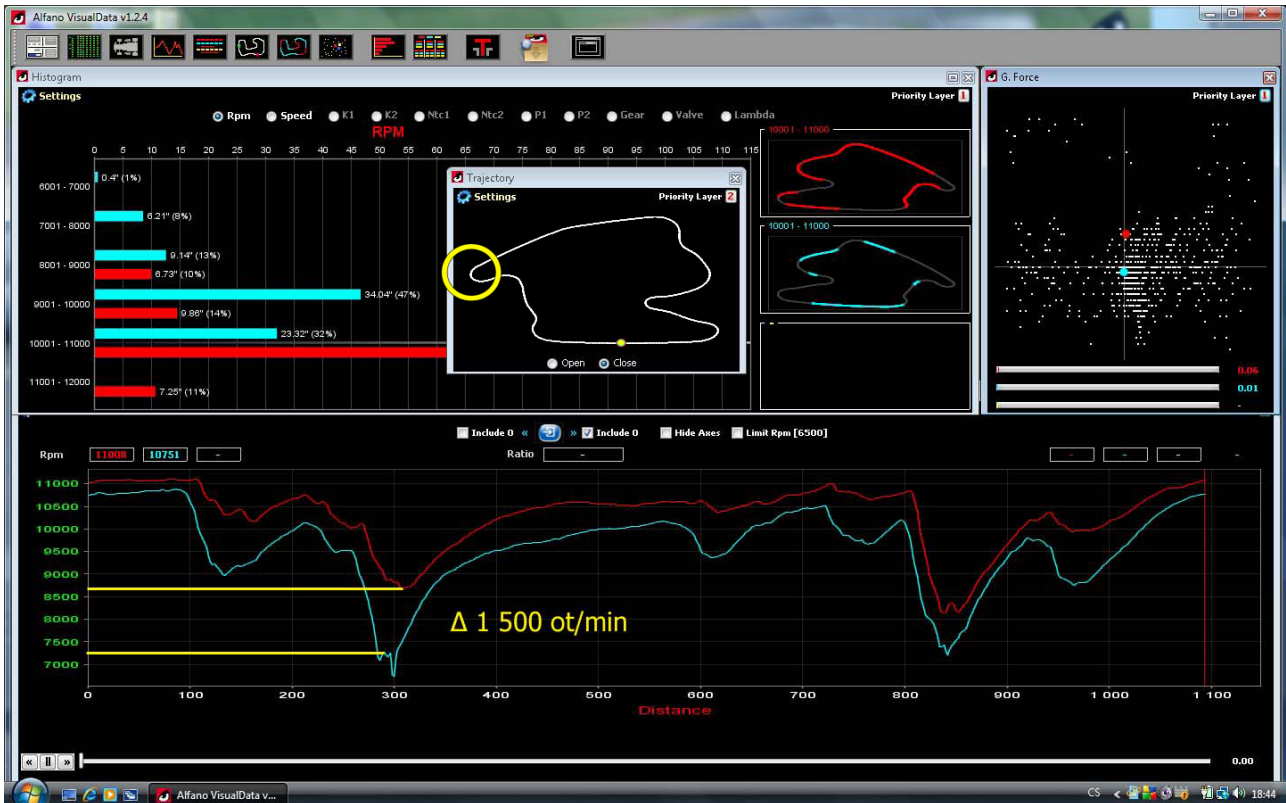 Alfano VisualData v1.2.4
Histogram
Settings
Priority Layer 1
Rpm Speed K1 K2 Ntc1 Ntc2 P1 P2 Gear Valve Lambda
RPM
0 5 10 15 20 25 30 35 40 45 50 55 60 65 70 75 80 85 90 95 100 105 110 115
6001 - 7000
0.4" (1%)
6.21" (8%)
7001 - 8000
9.14" (13%)
8001 - 9000
6.73" (10%)
34.04" (47%)
9001 - 10000
9.86" (14%)
23.32" (32%)
10001 - 11000
11001 - 12000
7.25" (11%)
Trajectory
Settings
Priority Layer 2
Open Close
10001 - 11000
10001 - 11000
-
G. Force
Priority Layer 1
0.06
0.01
-
Include 0 « » Include 0 Hide Axes Limit Rpm [6500]
Rpm 11008 10751 - Ratio - - - - -
11000
10500
10000
9500
9000
8500
8000
7500
7000
Δ 1 500 ot/min
0 100 200 300 400 500 600 700 800 900 1 000 1 100
Distance
« II » 0.00
Alfano VisualData v...
CS < 18:44